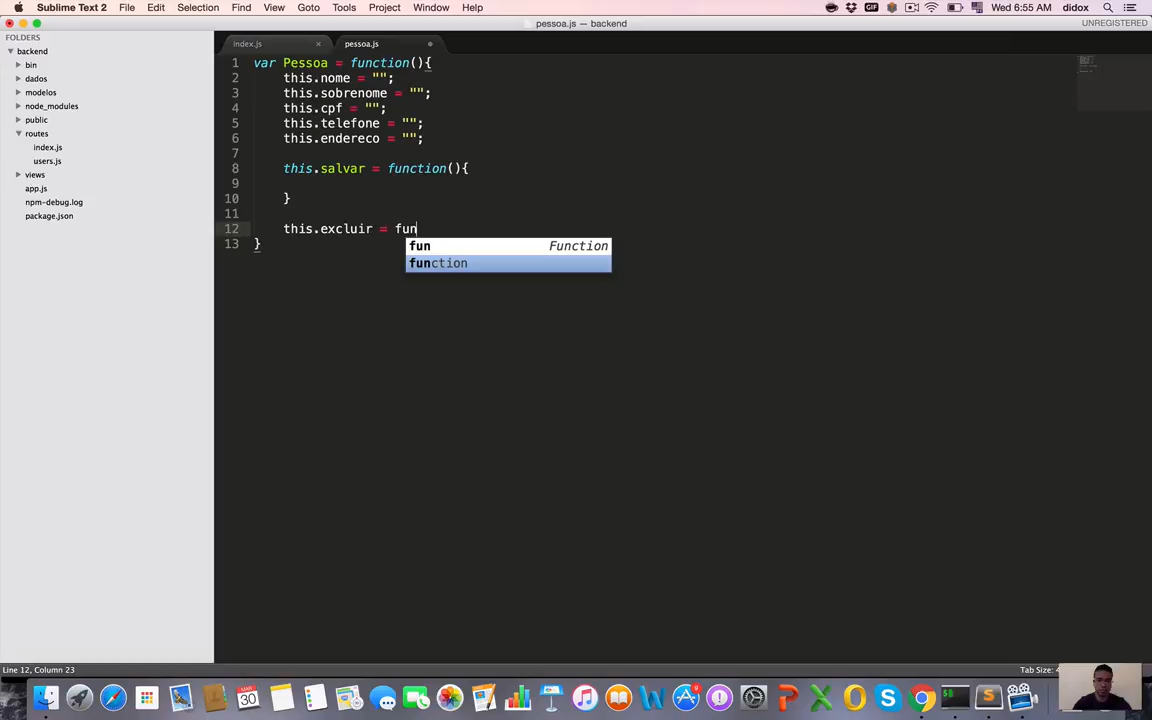 Sublime Text 2 File Edit Selection Find View Goto Tools Project Window Help GIF Wed 6:55 AM didox
pessoa.js — backend UNREGISTERED
FOLDERS
backend
bin
dados
modelos
node_modules
public
routes
index.js
users.js
views
app.js
npm-debug.log
package.json
index.js × pessoa.js
1 var Pessoa = function(){
2 this.nome = "";
3 this.sobrenome = "";
4 this.cpf = "";
5 this.telefone = "";
6 this.endereco = "";
7
8 this.salvar = function(){
9
10 }
11
12 this.excluir = fun
13 }
fun Function
function
Line 12, Column 23 Tab Size: 4